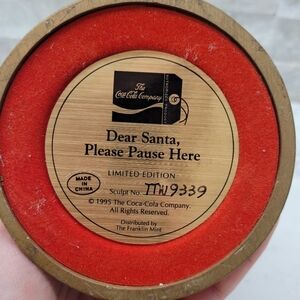 The
Coca-Cola Company
Dear Santa,
Please Pause Here
LIMITED EDITION
Sculpt No. MU9339
MADE
IN
CHINA
© 1995 The Coca-Cola Company.
All Rights Reserved.
Distributed by
The Franklin Mint